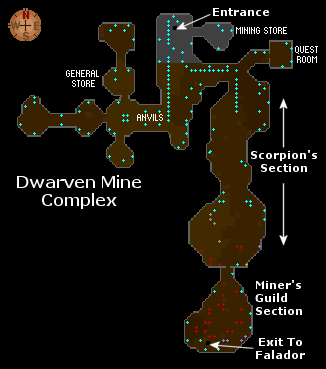 N
W E
S
Entrance
MINING STORE
QUEST
ROOM
GENERAL
STORE
ANVILS
Scorpion's
Section
Dwarven Mine
Complex
Miner's
Guild
Section
Exit To
Falador